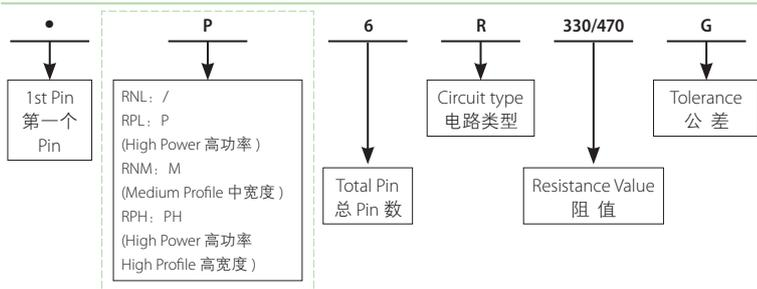 • P 6 R 330/470 G
1st Pin
第一个
Pin
RNL：/
RPL：P
(High Power 高功率 )
RNM：M
(Medium Profile 中宽度 )
RPH：PH
(High Power 高功率
High Profile 高宽度 )
Total Pin
总 Pin 数
Circuit type
电路类型
Resistance Value
阻 值
Tolerance
公 差